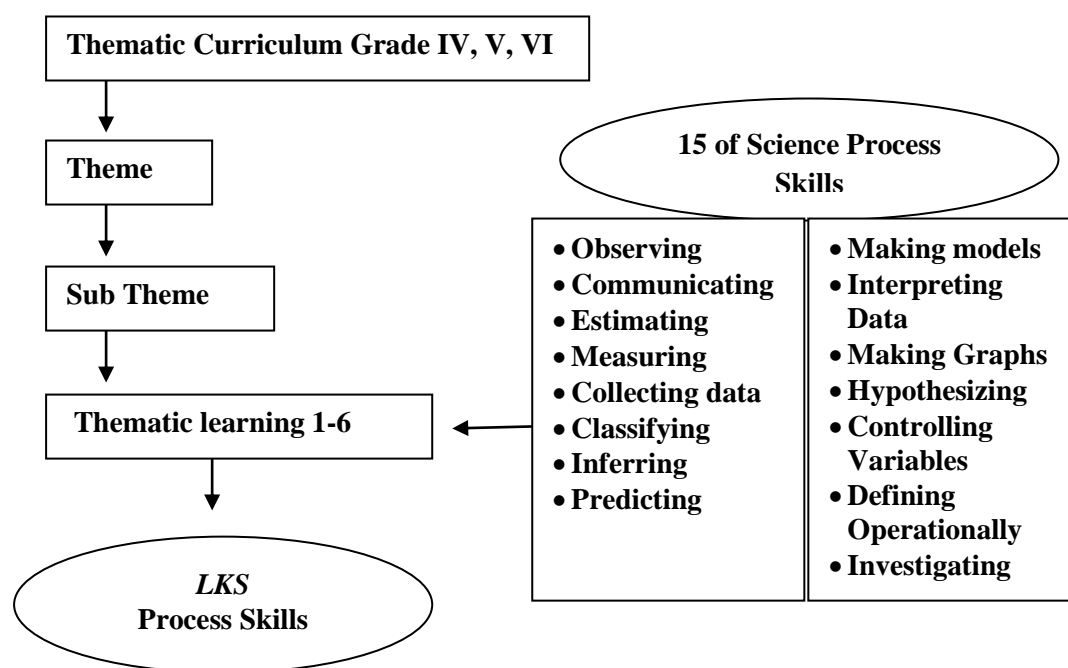 Thematic Curriculum Grade IV, V, VI
Theme
Sub Theme
Thematic learning 1-6
LKS
Process Skills
15 of Science Process
Skills
• Observing
• Communicating
• Estimating
• Measuring
• Collecting data
• Classifying
• Inferring
• Predicting
• Making models
• Interpreting
Data
• Making Graphs
• Hypothesizing
• Controlling
Variables
• Defining
Operationally
• Investigating